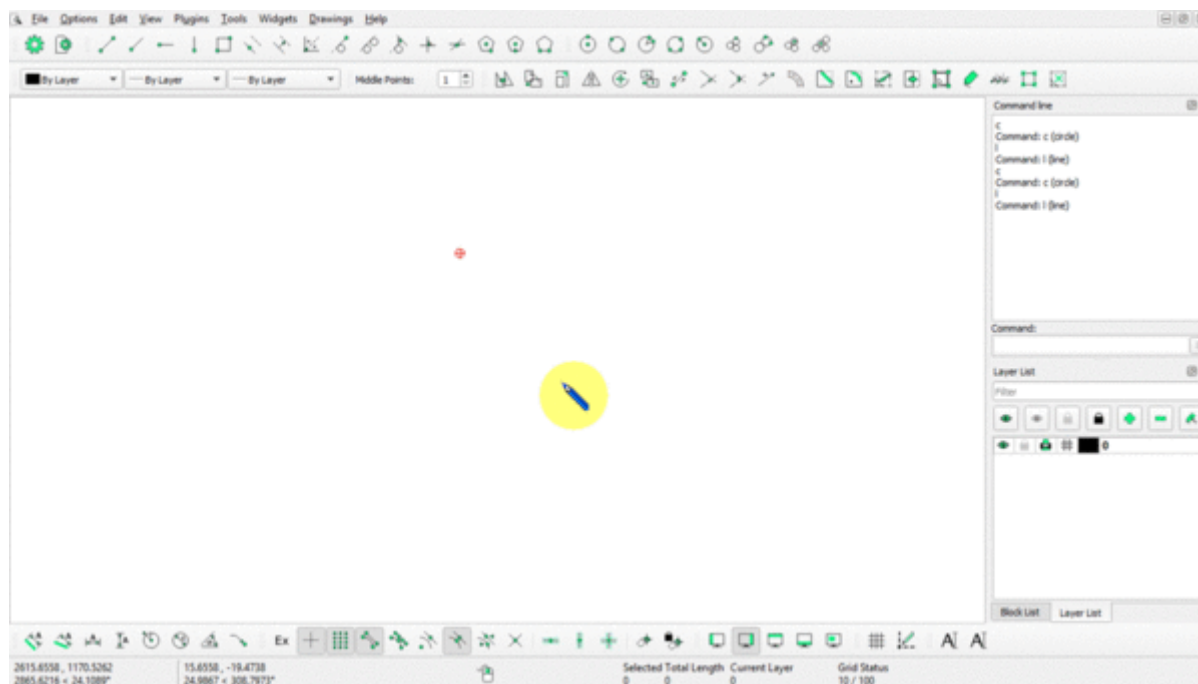 File Options Edit View Plugins Tools Widgets Drawings Help
By Layer By Layer By Layer Middle Points: 1
Command line
c
Command: c (circle)
l
Command: l (line)
c
Command: c (circle)
l
Command: l (line)
Command:
Layer List
Filter
0
Block List Layer List
Ex
2615.6558 , 1170.5262 15.6558 , -19.4738 Selected Total Length Current Layer Grid Status
2865.6216 < 24.1089° 24.9867 < 308.7973° 0 0 0 10 / 100